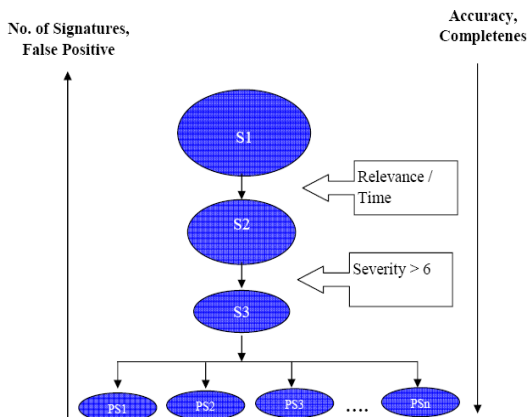 No. of Signatures,
False Positive
Accuracy,
Completenes
S1
Relevance /
Time
S2
Severity > 6
S3
PS1
PS2
PS3
....
PSn